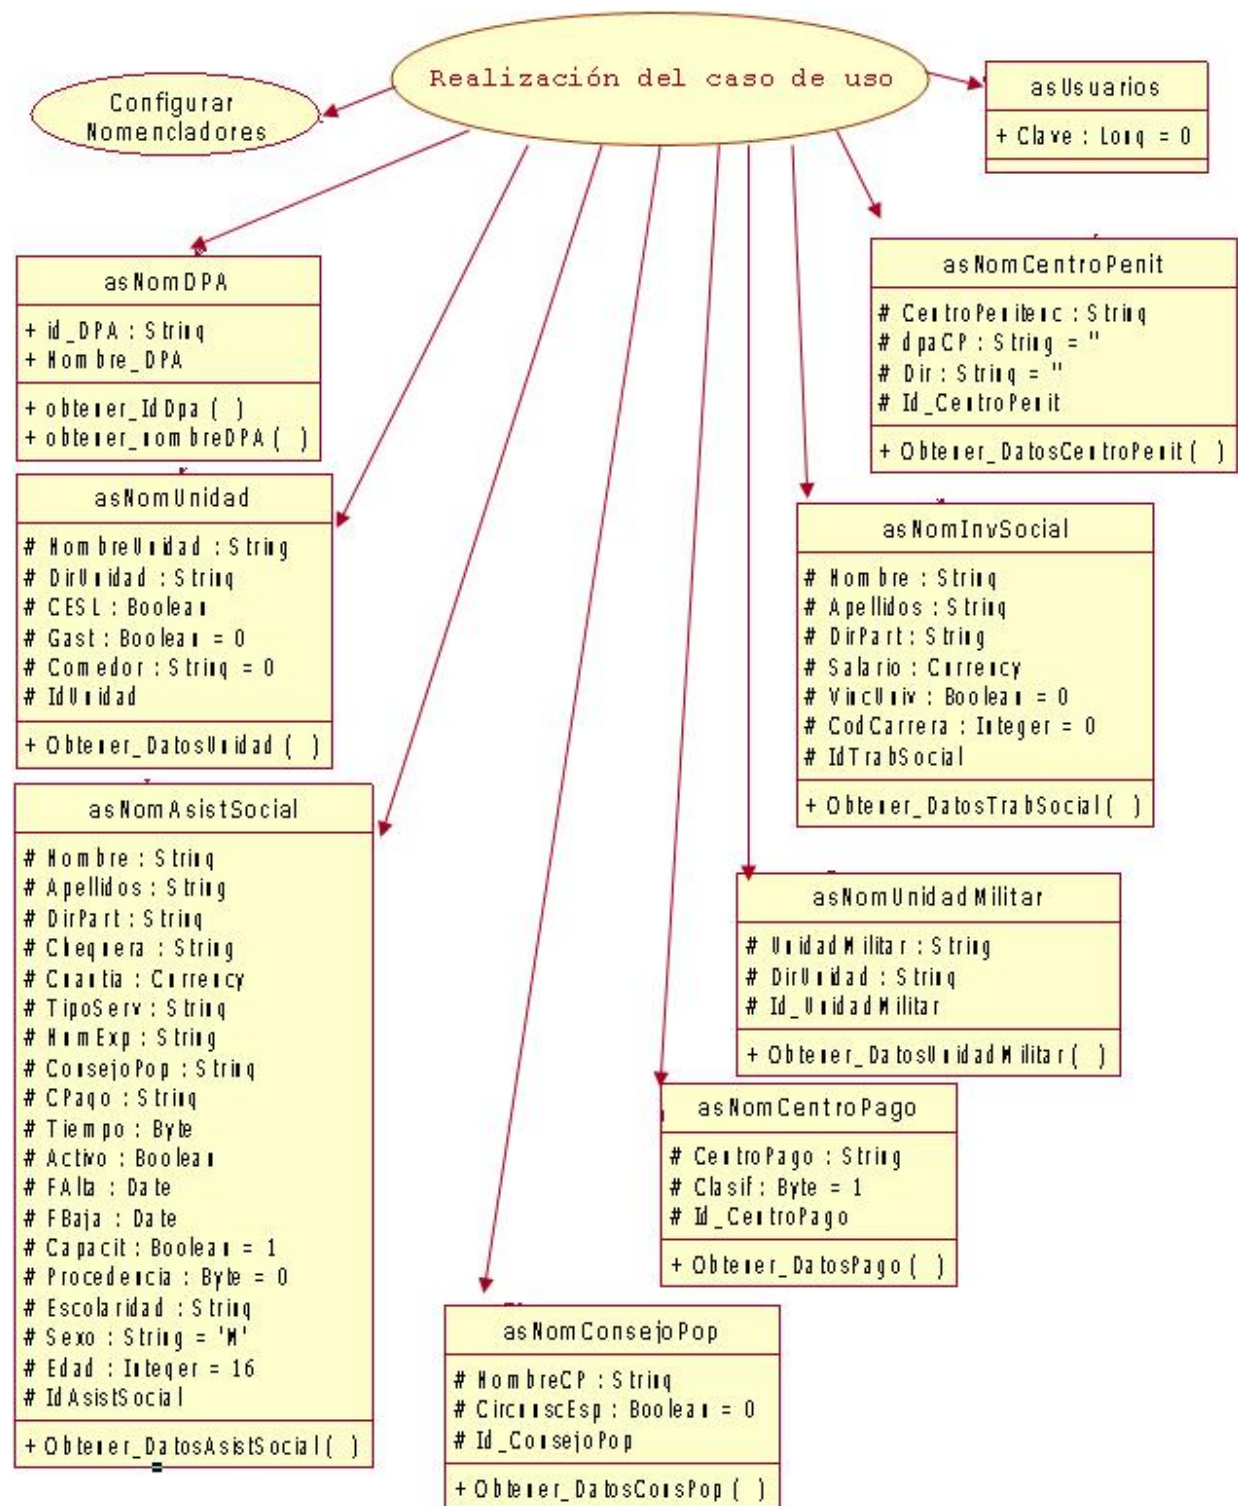 Realización del caso de uso
Configurar
Nomencladores
asUsuarios
+ Clave : Long = 0
asNomDPA
+ id_DPA : String
+ Nombre_DPA
+ obtener_IdDpa ( )
+ obtener_nombreDPA ( )
asNomCentroPenit
# CentroPenitenc : String
# dpaCP : String = "
# Dir : String = "
# Id_CentroPenit
+ Obtener_DatosCentroPenit ( )
asNomUnidad
# NombreUnidad : String
# DirUnidad : String
# CESL : Boolean
# Gast : Boolean = 0
# Comedor : String = 0
# IdUnidad
+ Obtener_DatosUnidad ( )
asNomInvSocial
# Nombre : String
# Apellidos : String
# DirPart : String
# Salario : Currency
# VincUniv : Boolean = 0
# CodCarrera : Integer = 0
# IdTrabSocial
+ Obtener_DatosTrabSocial ( )
asNomAsistSocial
# Nombre : String
# Apellidos : String
# DirPart : String
# Chequera : String
# Cuantia : Currency
# TipoServ : String
# NumExp : String
# ConsejoPop : String
# CPago : String
# Tiempo : Byte
# Activo : Boolean
# FAlta : Date
# FBaja : Date
# Capacit : Boolean = 1
# Procedencia : Byte = 0
# Escolaridad : String
# Sexo : String = 'M'
# Edad : Integer = 16
# IdAsistSocial
+ Obtener_DatosAsistSocial ( )
asNomUnidadMilitar
# UnidadMilitar : String
# DirUnidad : String
# Id_UnidadMilitar
+ Obtener_DatosUnidadMilitar ( )
asNomCentroPago
# CentroPago : String
# Clasif : Byte = 1
# Id_CentroPago
+ Obtener_DatosPago ( )
asNomConsejoPop
# NombreCP : String
# CircunscEsp : Boolean = 0
# Id_ConsejoPop
+ Obtener_DatosConsPop ( )